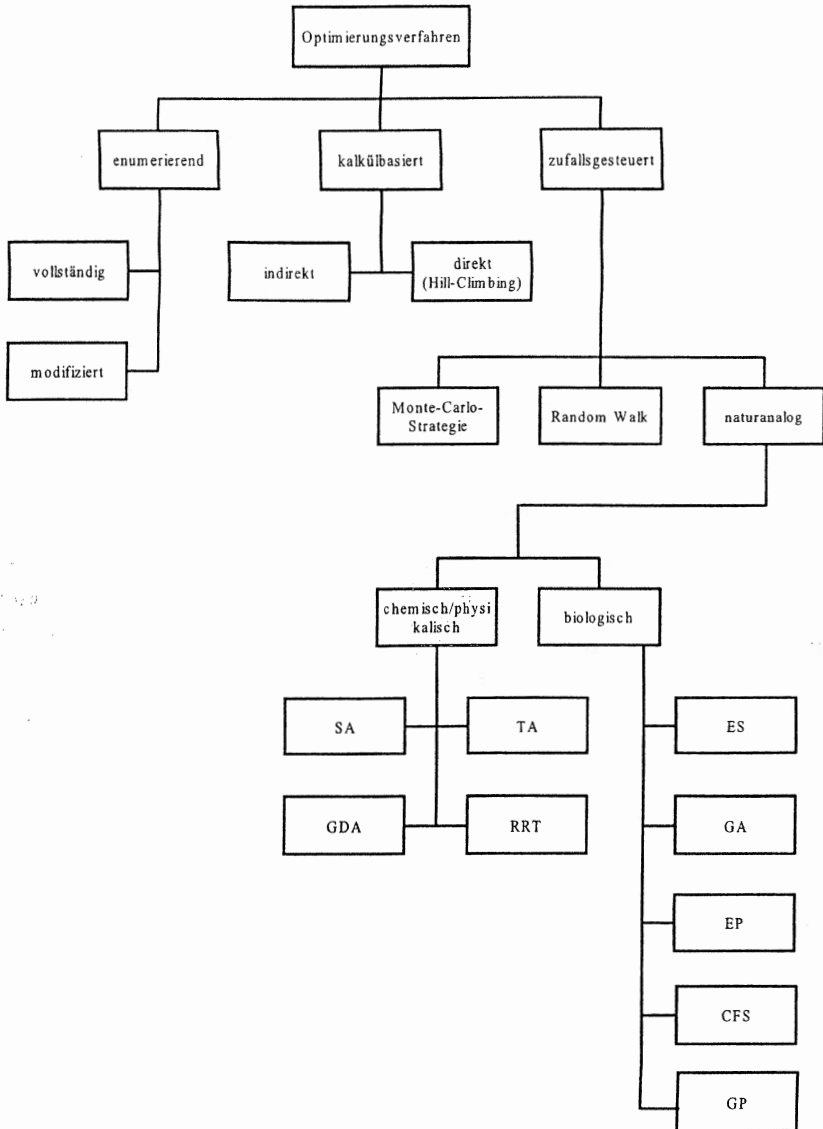 Optimierungsverfahren
enumerierend
kalkülbasiert
zufallsgesteuert
vollständig
indirekt
direkt
(Hill-Climbing)
modifiziert
Monte-Carlo-
Strategie
Random Walk
naturanalog
chemisch/physi
kalisch
biologisch
SA
TA
ES
GDA
RRT
GA
EP
CFS
GP